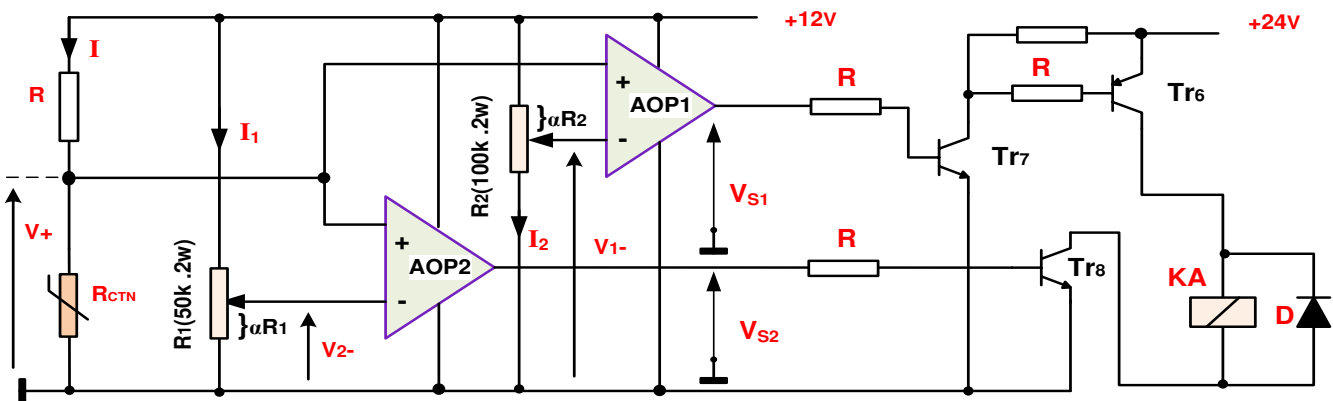 +12V
+24V
I
R
I1
R2(100k .2w)
}αR2
+
AOP1
-
R
R
Tr6
Tr7
V+
RCTN
R1(50k .2w)
}αR1
V2-
+
AOP2
-
I2
V1-
VS1
VS2
R
Tr8
KA
D